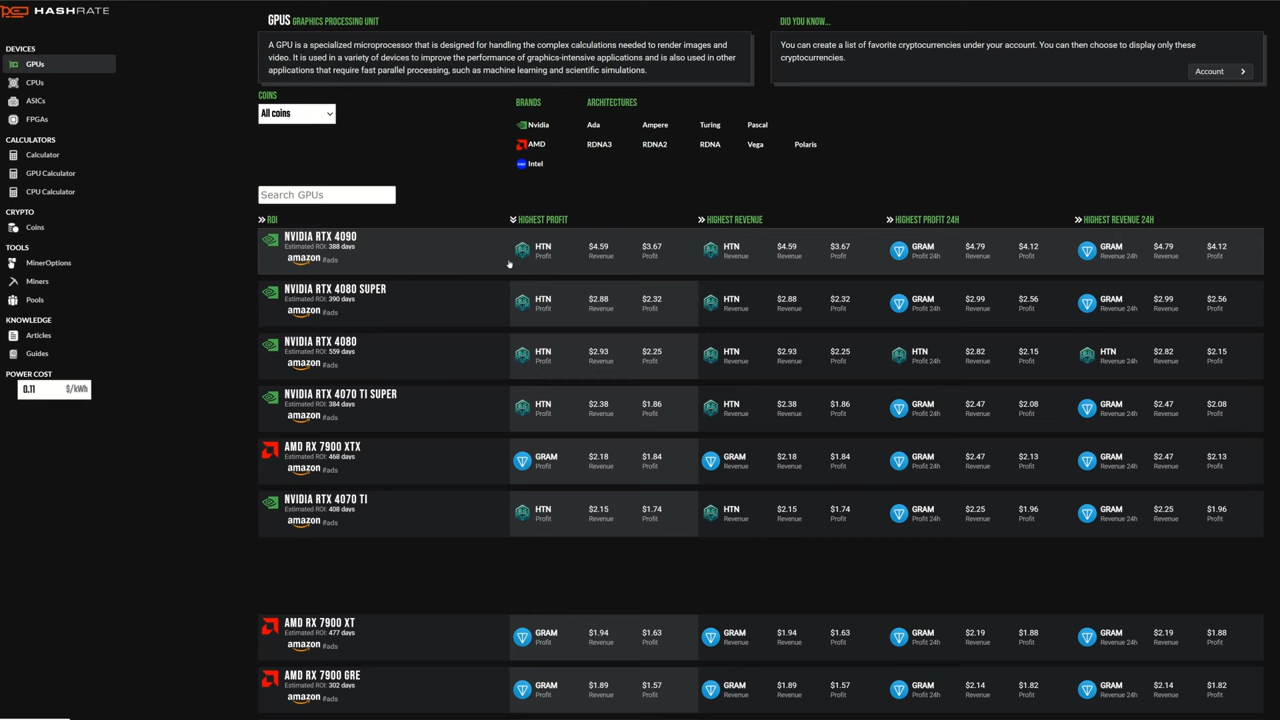 HASHRATE
DEVICES
GPUs
CPUs
ASICs
FPGAs
CALCULATORS
Calculator
GPU Calculator
CPU Calculator
CRYPTO
Coins
TOOLS
MinerOptions
Miners
Pools
KNOWLEDGE
Articles
Guides
POWER COST
0.11 $/kWh
GPUS GRAPHICS PROCESSING UNIT
A GPU is a specialized microprocessor that is designed for handling the complex calculations needed to render images and
video. It is used in a variety of devices to improve the performance of graphics-intensive applications and is also used in other
applications that require fast parallel processing, such as machine learning and scientific simulations.
DID YOU KNOW...
You can create a list of favorite cryptocurrencies under your account. You can then choose to display only these
cryptocurrencies.
Account
COINS
All coins
BRANDS ARCHITECTURES
Nvidia Ada Ampere Turing Pascal
AMD RDNA3 RDNA2 RDNA Vega Polaris
Intel
Search GPUs
ROI HIGHEST PROFIT HIGHEST REVENUE HIGHEST PROFIT 24H HIGHEST REVENUE 24H
NVIDIA RTX 4090
Estimated ROI: 388 days
amazon #ads
HTN $4.59 $3.67 HTN $4.59 $3.67 GRAM $4.79 $4.12 GRAM $4.79 $4.12
Profit Revenue Profit Revenue Revenue Profit Profit 24h Revenue Profit Revenue 24h Revenue Profit
NVIDIA RTX 4080 SUPER
Estimated ROI: 390 days
amazon #ads
HTN $2.88 $2.32 HTN $2.88 $2.32 GRAM $2.99 $2.56 GRAM $2.99 $2.56
Profit Revenue Profit Revenue Revenue Profit Profit 24h Revenue Profit Revenue 24h Revenue Profit
NVIDIA RTX 4080
Estimated ROI: 559 days
amazon #ads
HTN $2.93 $2.25 HTN $2.93 $2.25 HTN $2.82 $2.15 HTN $2.82 $2.15
Profit Revenue Profit Revenue Revenue Profit Profit 24h Revenue Profit Revenue 24h Revenue Profit
NVIDIA RTX 4070 TI SUPER
Estimated ROI: 384 days
amazon #ads
HTN $2.38 $1.86 HTN $2.38 $1.86 GRAM $2.47 $2.08 GRAM $2.47 $2.08
Profit Revenue Profit Revenue Revenue Profit Profit 24h Revenue Profit Revenue 24h Revenue Profit
AMD RX 7900 XTX
Estimated ROI: 468 days
amazon #ads
GRAM $2.18 $1.84 GRAM $2.18 $1.84 GRAM $2.47 $2.13 GRAM $2.47 $2.13
Profit Revenue Profit Revenue Revenue Profit Profit 24h Revenue Profit Revenue 24h Revenue Profit
NVIDIA RTX 4070 TI
Estimated ROI: 408 days
amazon #ads
HTN $2.15 $1.74 HTN $2.15 $1.74 GRAM $2.25 $1.96 GRAM $2.25 $1.96
Profit Revenue Profit Revenue Revenue Profit Profit 24h Revenue Profit Revenue 24h Revenue Profit
AMD RX 7900 XT
Estimated ROI: 477 days
amazon #ads
GRAM $1.94 $1.63 GRAM $1.94 $1.63 GRAM $2.19 $1.88 GRAM $2.19 $1.88
Profit Revenue Profit Revenue Revenue Profit Profit 24h Revenue Profit Revenue 24h Revenue Profit
AMD RX 7900 GRE
Estimated ROI: 302 days
amazon #ads
GRAM $1.89 $1.57 GRAM $1.89 $1.57 GRAM $2.14 $1.82 GRAM $2.14 $1.82
Profit Revenue Profit Revenue Revenue Profit Profit 24h Revenue Profit Revenue 24h Revenue Profit